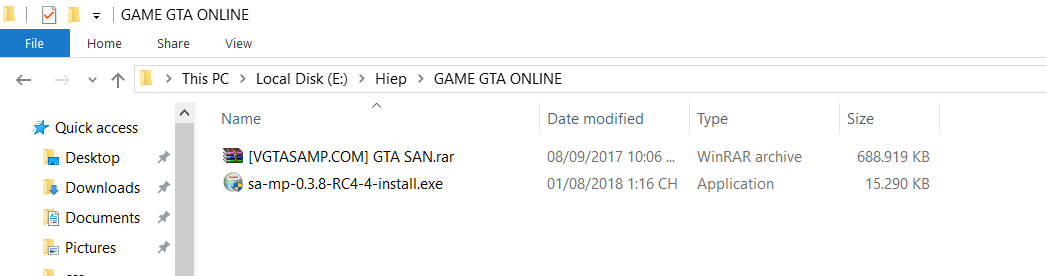 GAME GTA ONLINE
File Home Share View
This PC Local Disk (E:) Hiep GAME GTA ONLINE
Name Date modified Type Size
Quick access
[VGTASAMP.COM] GTA SAN.rar 08/09/2017 10:06 ... WinRAR archive 688.919 KB
Desktop
sa-mp-0.3.8-RC4-4-install.exe 01/08/2018 1:16 CH Application 15.290 KB
Downloads
Documents
Pictures